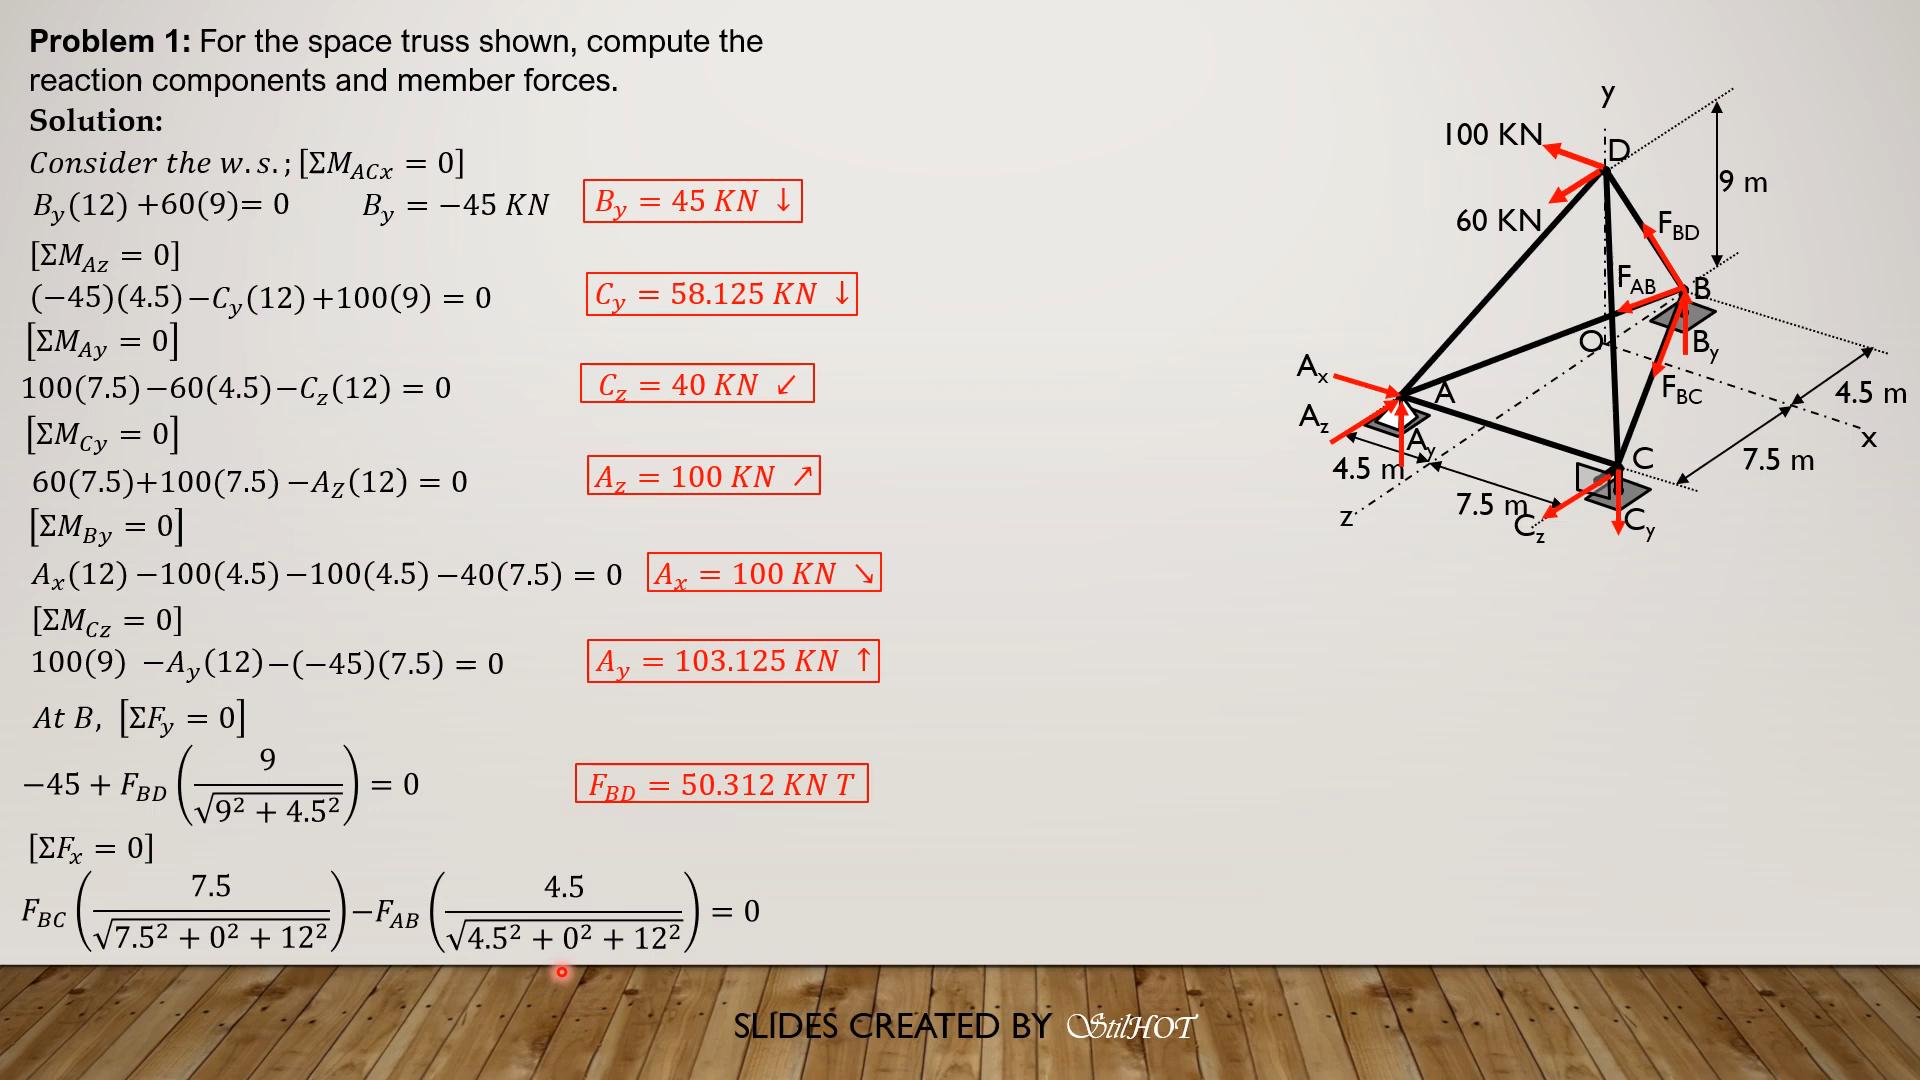 Problem 1: For the space truss shown, compute the
reaction components and member forces.
Solution:
Consider the w.s.; [ΣM_ACx = 0]
B_y(12) +60(9)= 0 B_y = −45 KN B_y = 45 KN ↓
[ΣM_Az = 0]
(−45)(4.5) −C_y(12) +100(9) = 0 C_y = 58.125 KN ↓
[ΣM_Ay = 0]
100(7.5) −60(4.5) −C_z(12) = 0 C_z = 40 KN ↙
[ΣM_Cy = 0]
60(7.5)+100(7.5) −A_Z(12) = 0 A_z = 100 KN ↗
[ΣM_By = 0]
A_x(12) −100(4.5) −100(4.5) −40(7.5) = 0 A_x = 100 KN ↘
[ΣM_Cz = 0]
100(9) −A_y(12) −(−45)(7.5) = 0 A_y = 103.125 KN ↑
At B, [ΣF_y = 0]
−45 + F_BD (9/√(9² + 4.5²)) = 0 F_BD = 50.312 KN T
[ΣF_x = 0]
F_BC (7.5/√(7.5² + 0² + 12²)) −F_AB (4.5/√(4.5² + 0² + 12²)) = 0
y
100 KN
D
9 m
60 KN
F_BD
F_AB
B
O
B_y
A_x
F_BC
A
4.5 m
A_z
A_y
x
C
4.5 m
7.5 m
7.5 m
z
C_z
C_y
SLIDES CREATED BY StilHOT